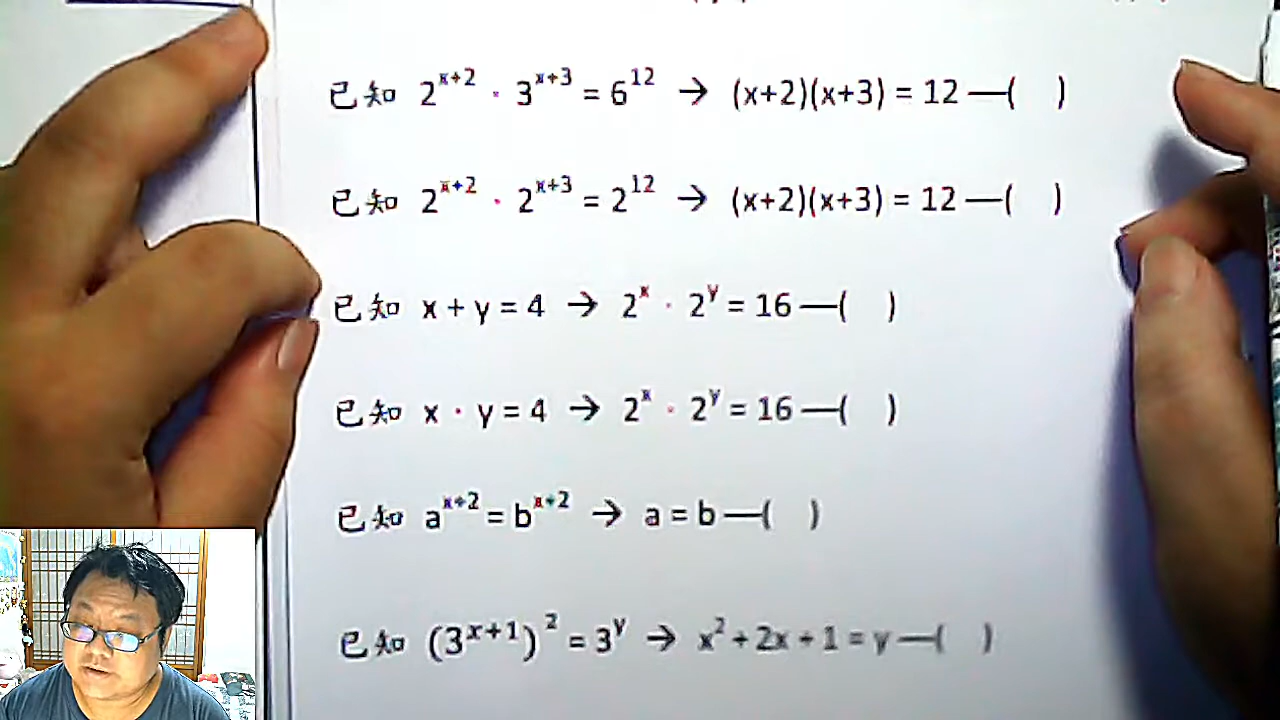 已知 2^{x+2} · 3^{x+3} = 6^{12} → (x+2)(x+3) = 12 —( )
已知 2^{x+2} · 2^{x+3} = 2^{12} → (x+2)(x+3) = 12 —( )
已知 x + y = 4 → 2^x · 2^y = 16 —( )
已知 x · y = 4 → 2^x · 2^y = 16 —( )
已知 a^{x+2} = b^{x+2} → a = b —( )
已知 (3^{x+1})^2 = 3^y → x^2 + 2x + 1 = y —( )